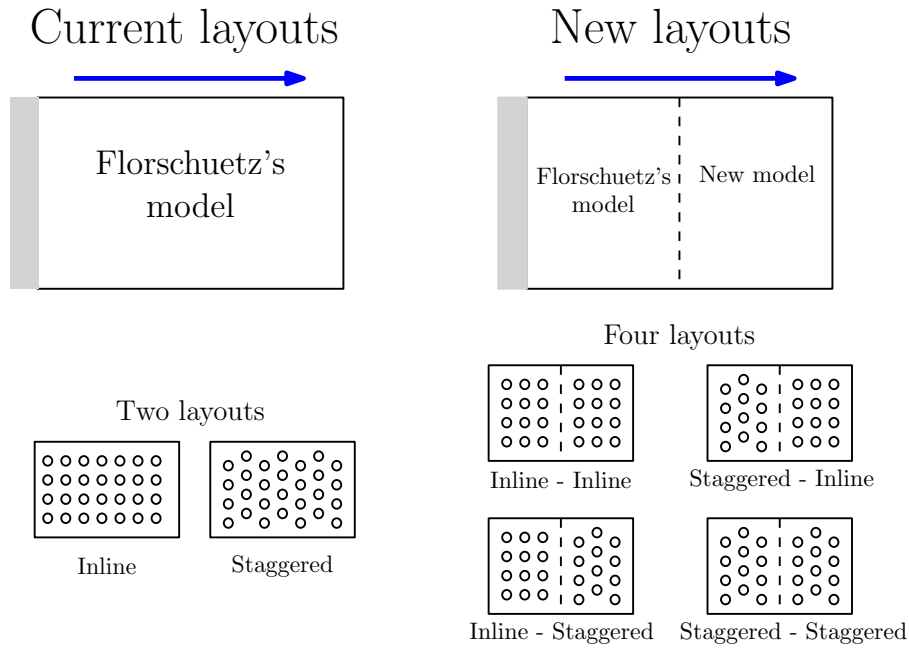 Current layouts
Florschuetz's
model
Two layouts
Inline
Staggered
New layouts
Florschuetz's
model
New model
Four layouts
Inline - Inline
Staggered - Inline
Inline - Staggered
Staggered - Staggered